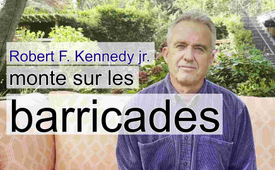 Robert F. Kennedy jr.
monte sur les
barricades